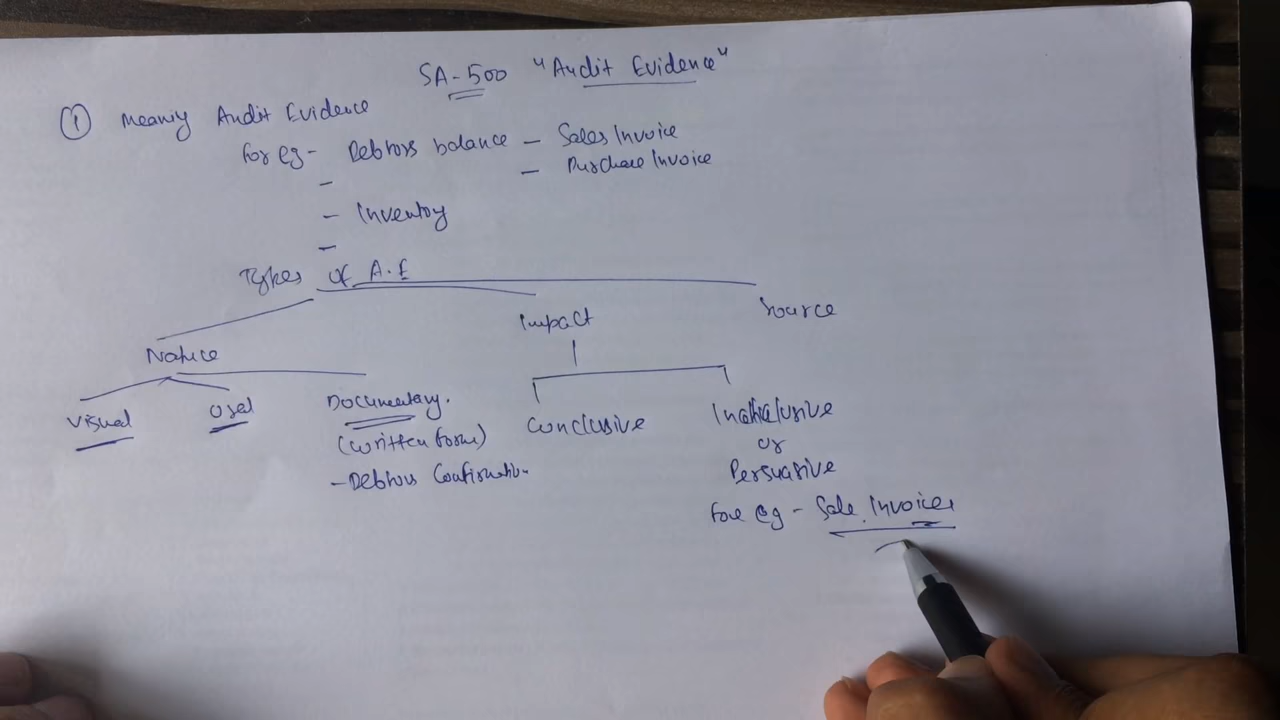 SA-500 "Audit Evidence"
① Meaning Audit Evidence
For eg - Debtors balance - Sales Invoice
- - Purchase Invoice
- Inventory
-
Types of A.E
Nature Impact Source
Visual Oral Documentary. Conclusive Inconclusive
(written form) or
- Debtors Confirmation Persuasive
For eg - Sale Invoices